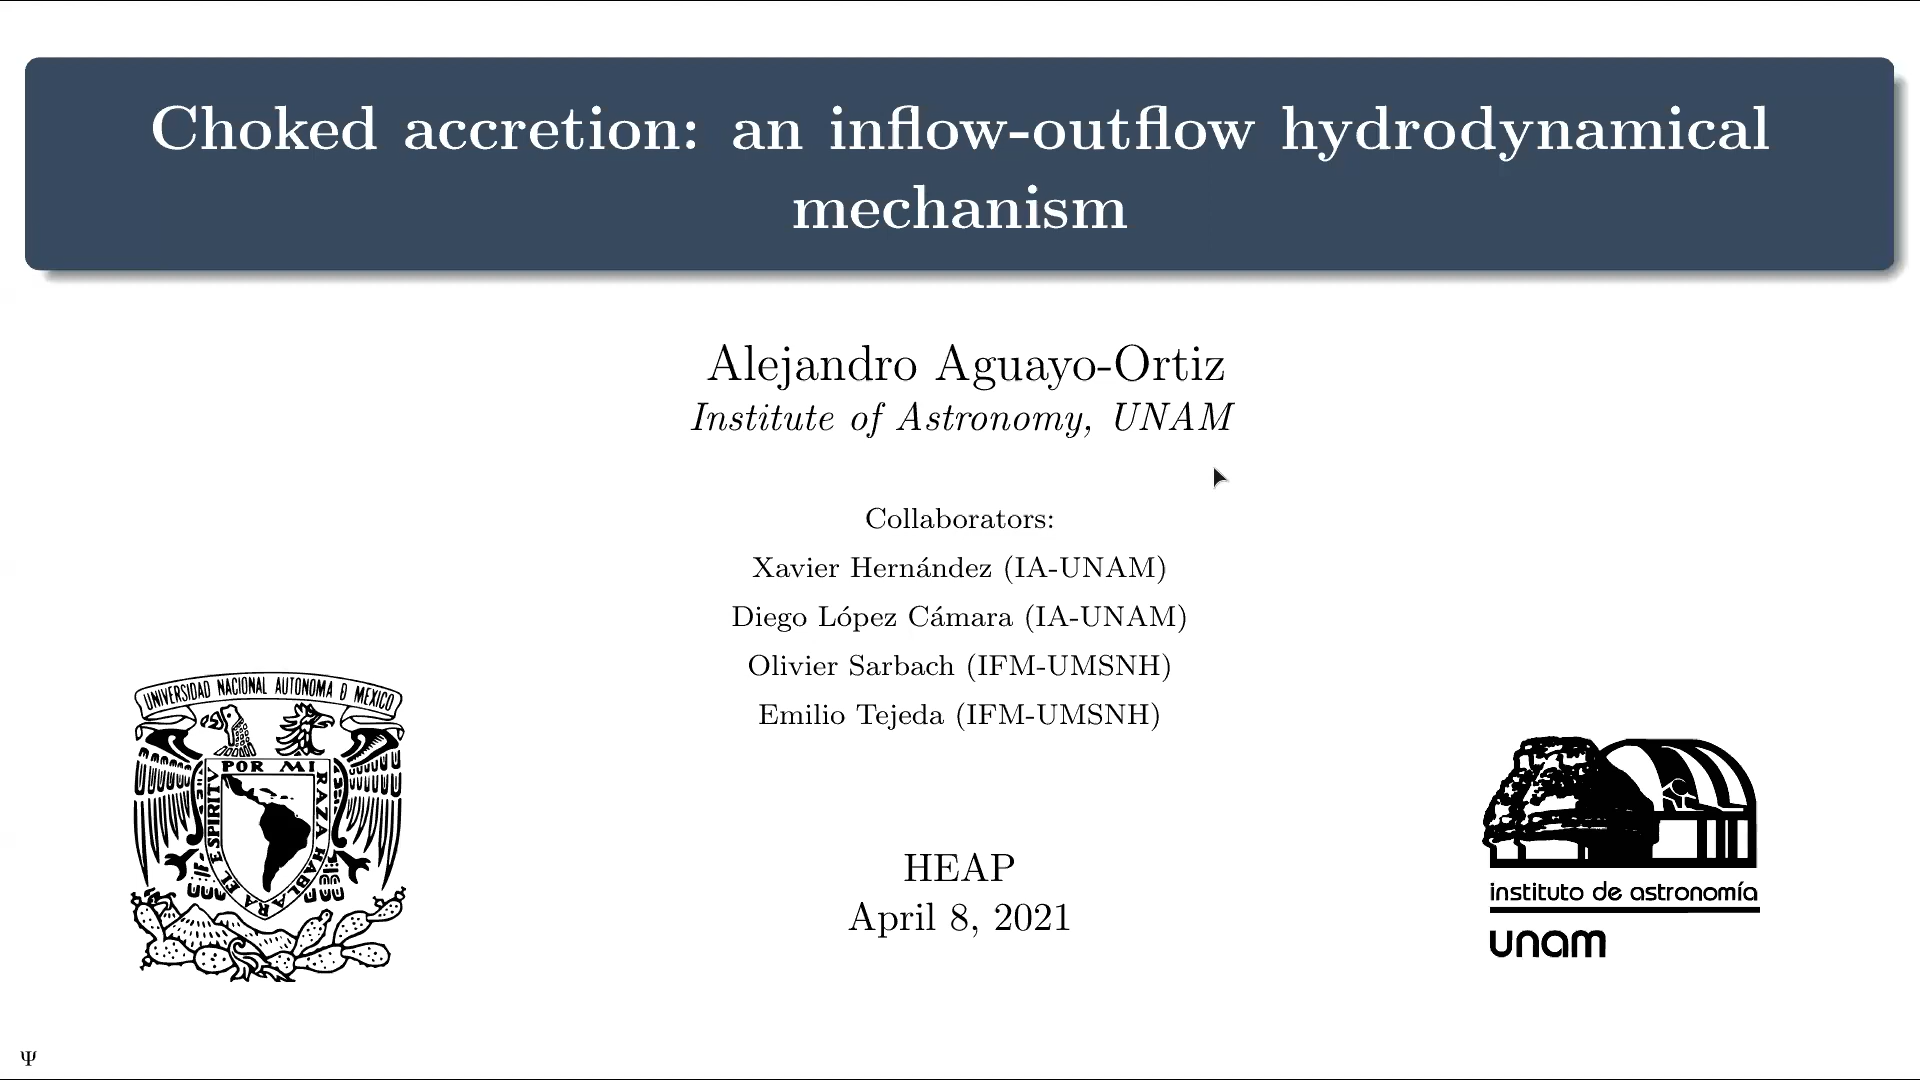 Choked accretion: an inflow-outflow hydrodynamical
mechanism
Alejandro Aguayo-Ortiz
Institute of Astronomy, UNAM
Collaborators:
Xavier Hernández (IA-UNAM)
Diego López Cámara (IA-UNAM)
Olivier Sarbach (IFM-UMSNH)
Emilio Tejeda (IFM-UMSNH)
UNIVERSIDAD NACIONAL AUTONOMA D MEXICO
POR MI
RAZA HABLARA EL ESPIRITV
HEAP
April 8, 2021
instituto de astronomía
unam
Ψ